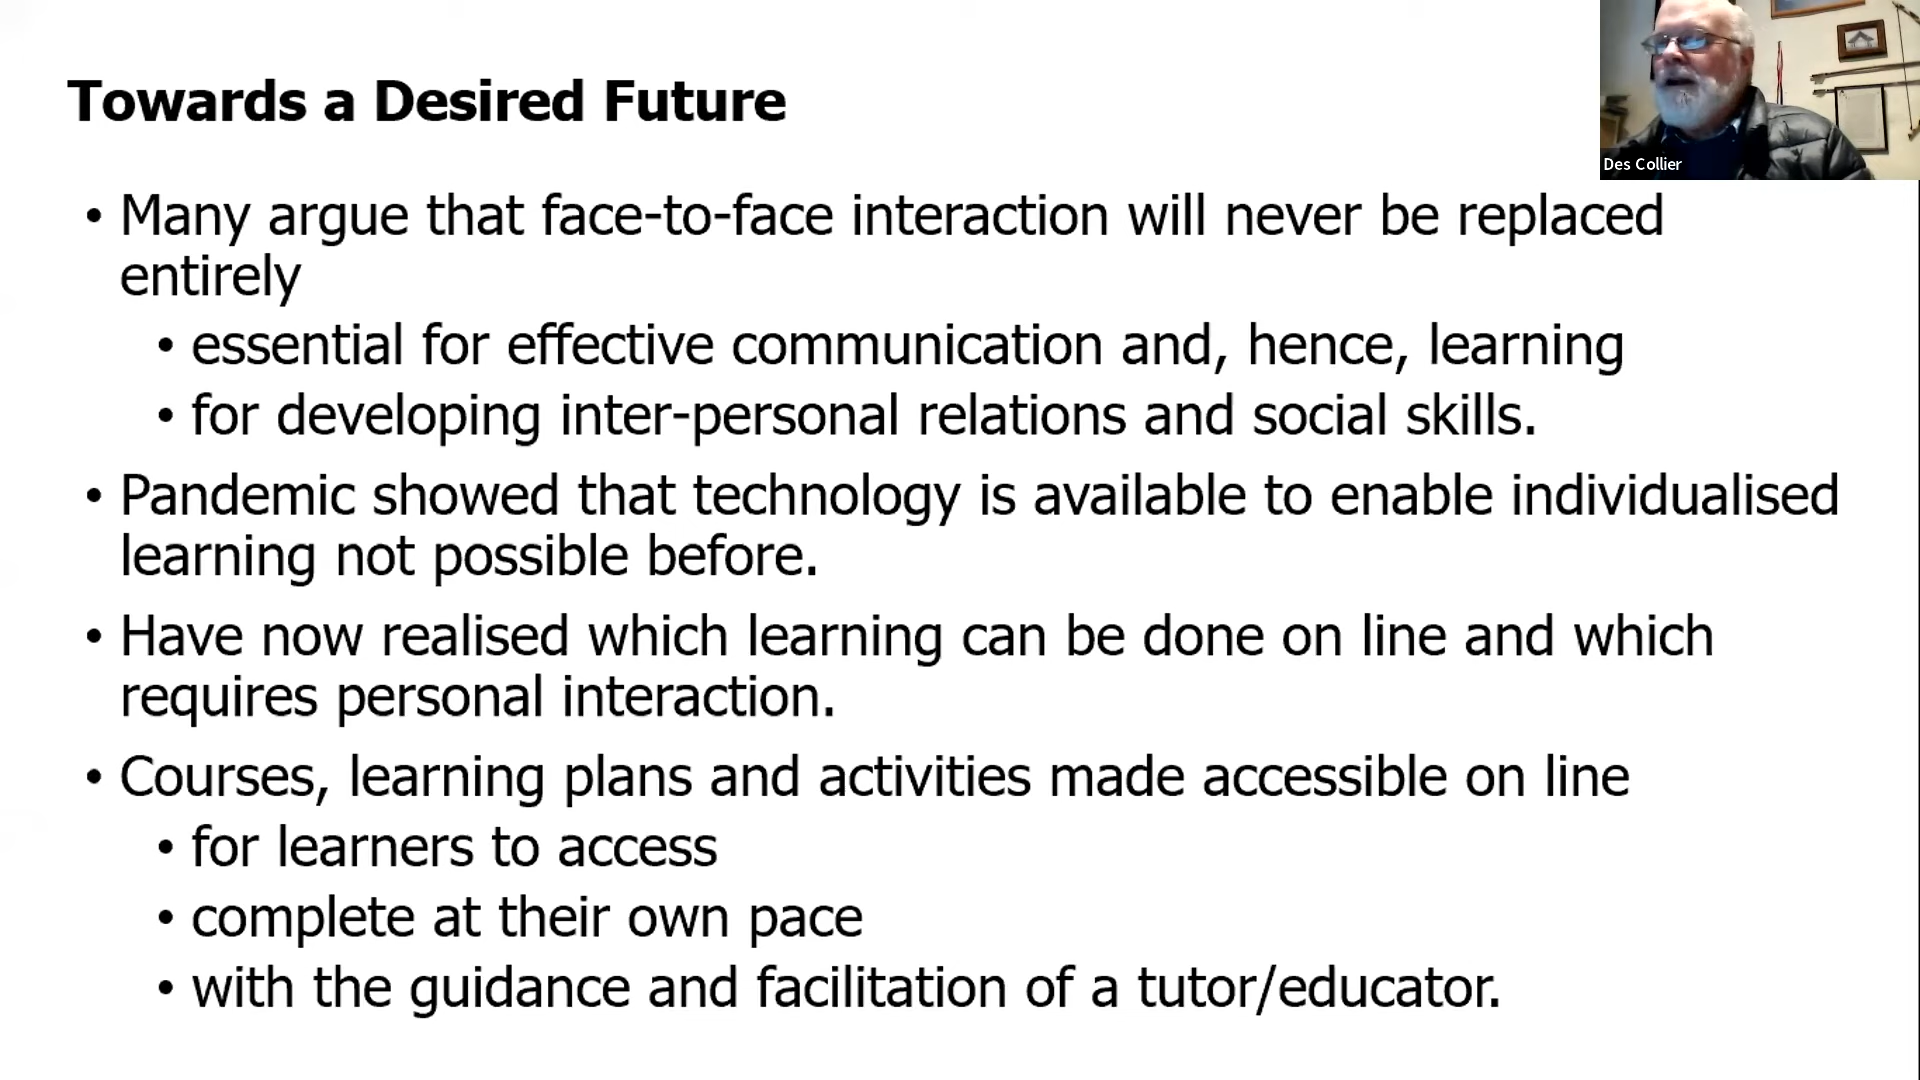 Towards a Desired Future
Des Collier
• Many argue that face-to-face interaction will never be replaced
entirely
• essential for effective communication and, hence, learning
• for developing inter-personal relations and social skills.
• Pandemic showed that technology is available to enable individualised
learning not possible before.
• Have now realised which learning can be done on line and which
requires personal interaction.
• Courses, learning plans and activities made accessible on line
• for learners to access
• complete at their own pace
• with the guidance and facilitation of a tutor/educator.